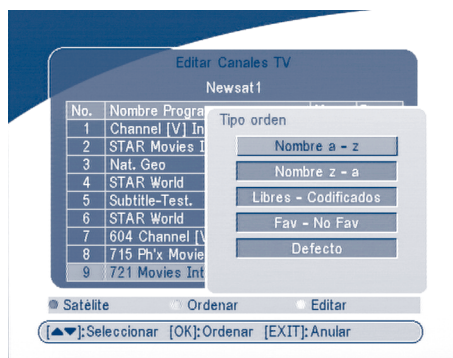 Editar Canales TV
Newsat1
No. Nombre Progra
1 Channel [V] In
2 STAR Movies I
3 Nat. Geo
4 STAR World
5 Subtitle-Test.
6 STAR World
7 604 Channel [V
8 715 Ph'x Movie
9 721 Movies Int
Tipo orden
Nombre a - z
Nombre z - a
Libres - Codificados
Fav - No Fav
Defecto
Satélite Ordenar Editar
[▲▼]:Seleccionar [OK]:Ordenar [EXIT]:Anular